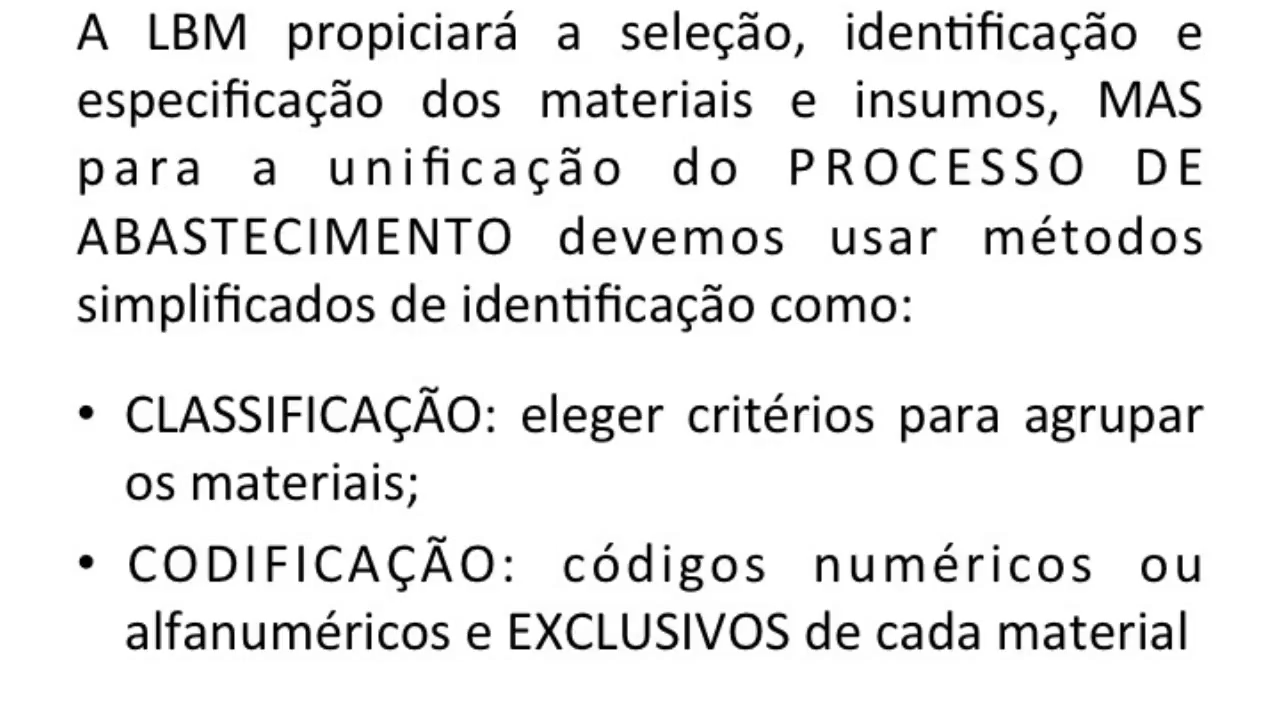 A LBM propiciará a seleção, identificação e
especificação dos materiais e insumos, MAS
para a unificação do PROCESSO DE
ABASTECIMENTO devemos usar métodos
simplificados de identificação como:
• CLASSIFICAÇÃO: eleger critérios para agrupar
os materiais;
• CODIFICAÇÃO: códigos numéricos ou
alfanuméricos e EXCLUSIVOS de cada material